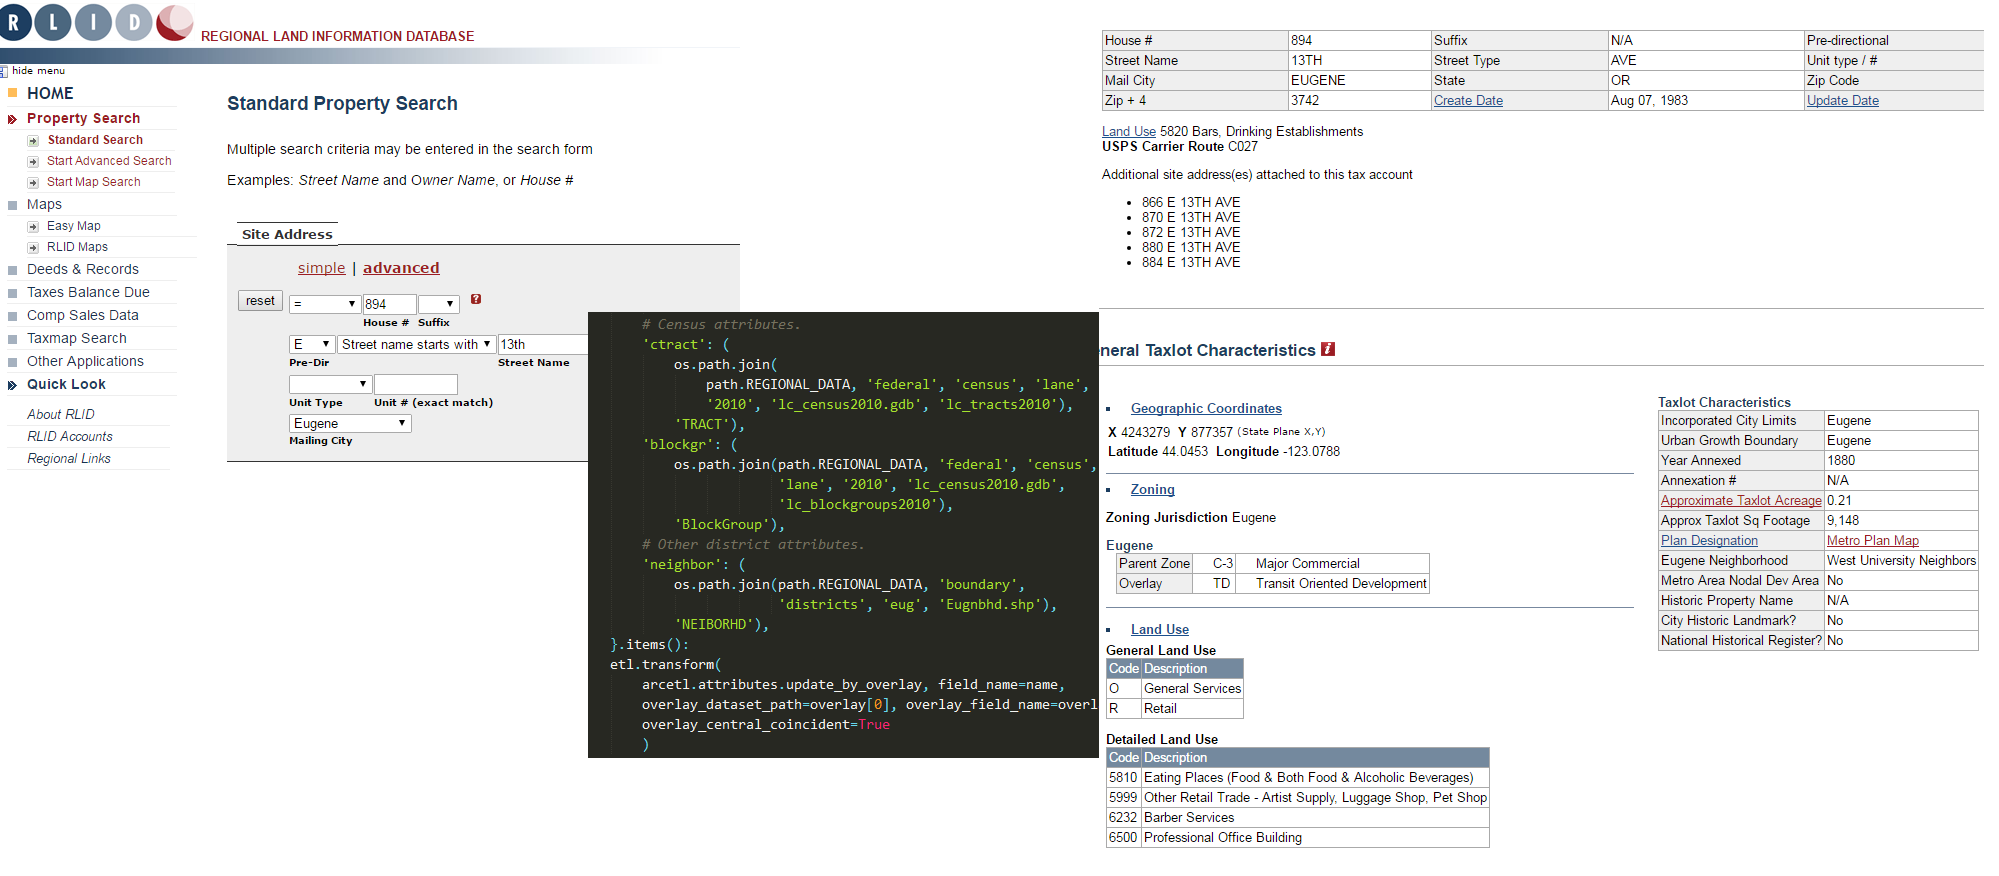 R L I D
REGIONAL LAND INFORMATION DATABASE
hide menu
HOME
Property Search
Standard Search
Start Advanced Search
Start Map Search
Maps
Easy Map
RLID Maps
Deeds & Records
Taxes Balance Due
Comp Sales Data
Taxmap Search
Other Applications
Quick Look
About RLID
RLID Accounts
Regional Links
Standard Property Search
Multiple search criteria may be entered in the search form
Examples: Street Name and Owner Name, or House #
Site Address
simple | advanced
reset = 894 ?
House # Suffix
E Street name starts with 13th
Pre-Dir Street Name
Unit Type Unit # (exact match)
Eugene
Mailing City
# Census attributes.
'ctract': (
os.path.join(
path.REGIONAL_DATA, 'federal', 'census', 'lane',
'2010', 'lc_census2010.gdb', 'lc_tracts2010'),
'TRACT'),
'blockgr': (
os.path.join(path.REGIONAL_DATA, 'federal', 'census',
'lane', '2010', 'lc_census2010.gdb',
'lc_blockgroups2010'),
'BlockGroup'),
# Other district attributes.
'neighbor': (
os.path.join(path.REGIONAL_DATA, 'boundary',
'districts', 'eug', 'Eugnbhd.shp'),
'NEIBORHD'),
}.items():
etl.transform(
arcetl.attributes.update_by_overlay, field_name=name,
overlay_dataset_path=overlay[0], overlay_field_name=overl
overlay_central_coincident=True
)
House # 894 Suffix N/A Pre-directional
Street Name 13TH Street Type AVE Unit type / #
Mail City EUGENE State OR Zip Code
Zip + 4 3742 Create Date Aug 07, 1983 Update Date
Land Use 5820 Bars, Drinking Establishments
USPS Carrier Route C027
Additional site address(es) attached to this tax account
• 866 E 13TH AVE
• 870 E 13TH AVE
• 872 E 13TH AVE
• 880 E 13TH AVE
• 884 E 13TH AVE
neral Taxlot Characteristics i
Geographic Coordinates
X 4243279 Y 877357 (State Plane X,Y)
Latitude 44.0453 Longitude -123.0788
Zoning
Zoning Jurisdiction Eugene
Eugene
Parent Zone C-3 Major Commercial
Overlay TD Transit Oriented Development
Land Use
General Land Use
Code Description
O General Services
R Retail
Detailed Land Use
Code Description
5810 Eating Places (Food & Both Food & Alcoholic Beverages)
5999 Other Retail Trade - Artist Supply, Luggage Shop, Pet Shop
6232 Barber Services
6500 Professional Office Building
Taxlot Characteristics
Incorporated City Limits Eugene
Urban Growth Boundary Eugene
Year Annexed 1880
Annexation # N/A
Approximate Taxlot Acreage 0.21
Approx Taxlot Sq Footage 9,148
Plan Designation Metro Plan Map
Eugene Neighborhood West University Neighbors
Metro Area Nodal Dev Area No
Historic Property Name N/A
City Historic Landmark? No
National Historical Register? No